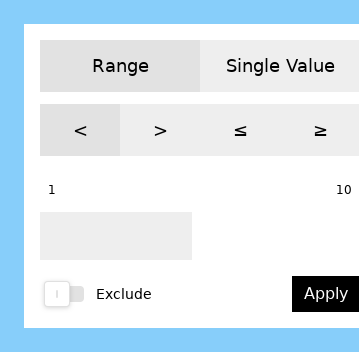 Range Single Value
< > ≤ ≥
1 10
Exclude Apply